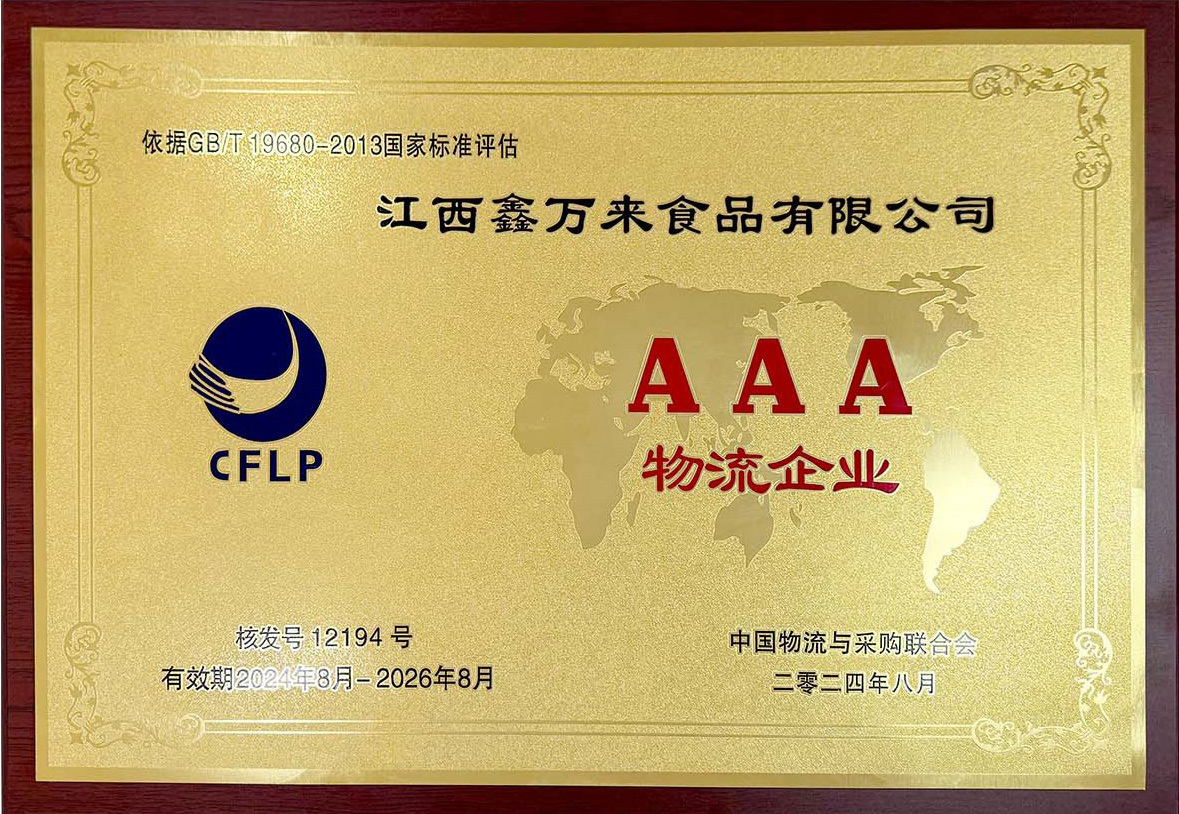 依据GB/T 19680-2013国家标准评估
江西鑫万来食品有限公司
AAA
物流企业
CFLP
核发号 12194 号
有效期2024年8月-2026年8月
中国物流与采购联合会
二零二四年八月